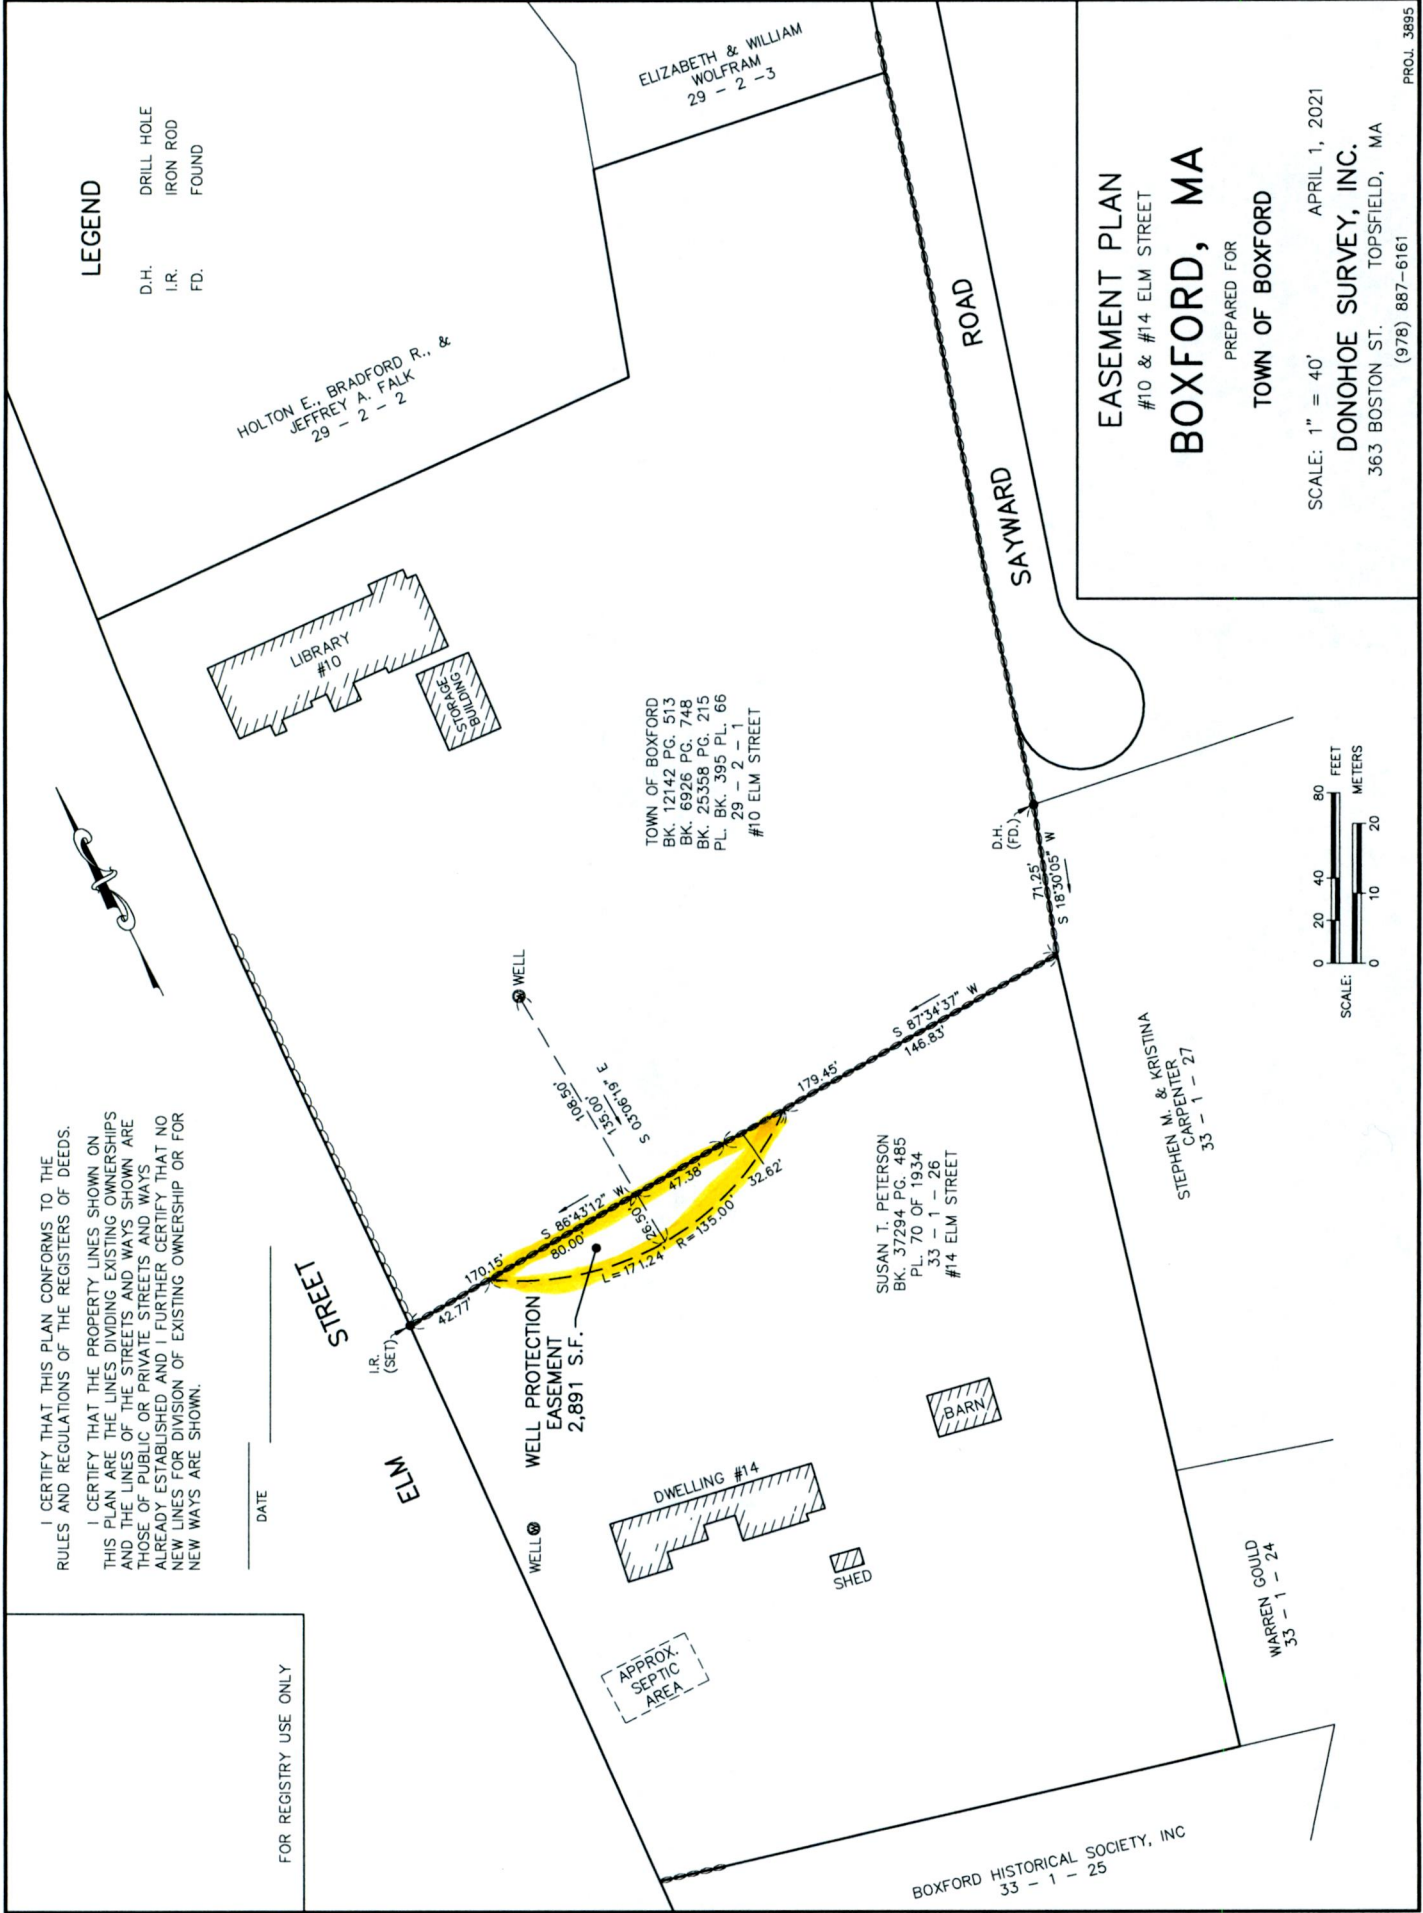 I CERTIFY THAT THIS PLAN CONFORMS TO THE
RULES AND REGULATIONS OF THE REGISTERS OF DEEDS.
I CERTIFY THAT THE PROPERTY LINES SHOWN ON
THIS PLAN ARE THE LINES DIVIDING EXISTING OWNERSHIPS
AND THE LINES OF THE STREETS AND WAYS SHOWN ARE
THOSE OF PUBLIC OR PRIVATE STREETS AND WAYS
ALREADY ESTABLISHED AND I FURTHER CERTIFY THAT NO
NEW LINES FOR DIVISION OF EXISTING OWNERSHIP OR FOR
NEW WAYS ARE SHOWN.
DATE
FOR REGISTRY USE ONLY
LEGEND
D.H. DRILL HOLE
I.R. IRON ROD
FD. FOUND
HOLTON E., BRADFORD R., &
JEFFREY A. FALK
29 - 2 - 2
ELIZABETH & WILLIAM
WOLFRAM
29 - 2 -3
ELM STREET
I.R.
(SET)
LIBRARY
#10
STORAGE
BUILDING
WELL
TOWN OF BOXFORD
BK. 12142 PG. 513
BK. 6926 PG. 748
BK. 25358 PG. 215
PL. BK. 395 PL. 66
29 - 2 - 1
#10 ELM STREET
108.50'
135.00'
S 03°06'19" E
170.15'
42.77'
S 86°43'12" W
80.00'
47.38'
26.50'
L=171.24'
R=135.00'
32.62'
179.45'
S 87°34'37" W
146.83'
WELL PROTECTION
EASEMENT
2,891 S.F.
WELL
DWELLING #14
SHED
BARN
APPROX.
SEPTIC
AREA
SUSAN T. PETERSON
BK. 37294 PG. 485
PL. 70 OF 1934
33 - 1 - 26
#14 ELM STREET
D.H.
(FD.)
71.25'
S 18°30'05" W
SAYWARD ROAD
STEPHEN M. & KRISTINA
CARPENTER
33 - 1 - 27
WARREN GOULD
33 - 1 - 24
BOXFORD HISTORICAL SOCIETY, INC
33 - 1 - 25
SCALE:
0 20 40 80 FEET
0 10 20 METERS
EASEMENT PLAN
#10 & #14 ELM STREET
BOXFORD, MA
PREPARED FOR
TOWN OF BOXFORD
SCALE: 1" = 40' APRIL 1, 2021
DONOHOE SURVEY, INC.
363 BOSTON ST. TOPSFIELD, MA
(978) 887-6161
PROJ. 3895